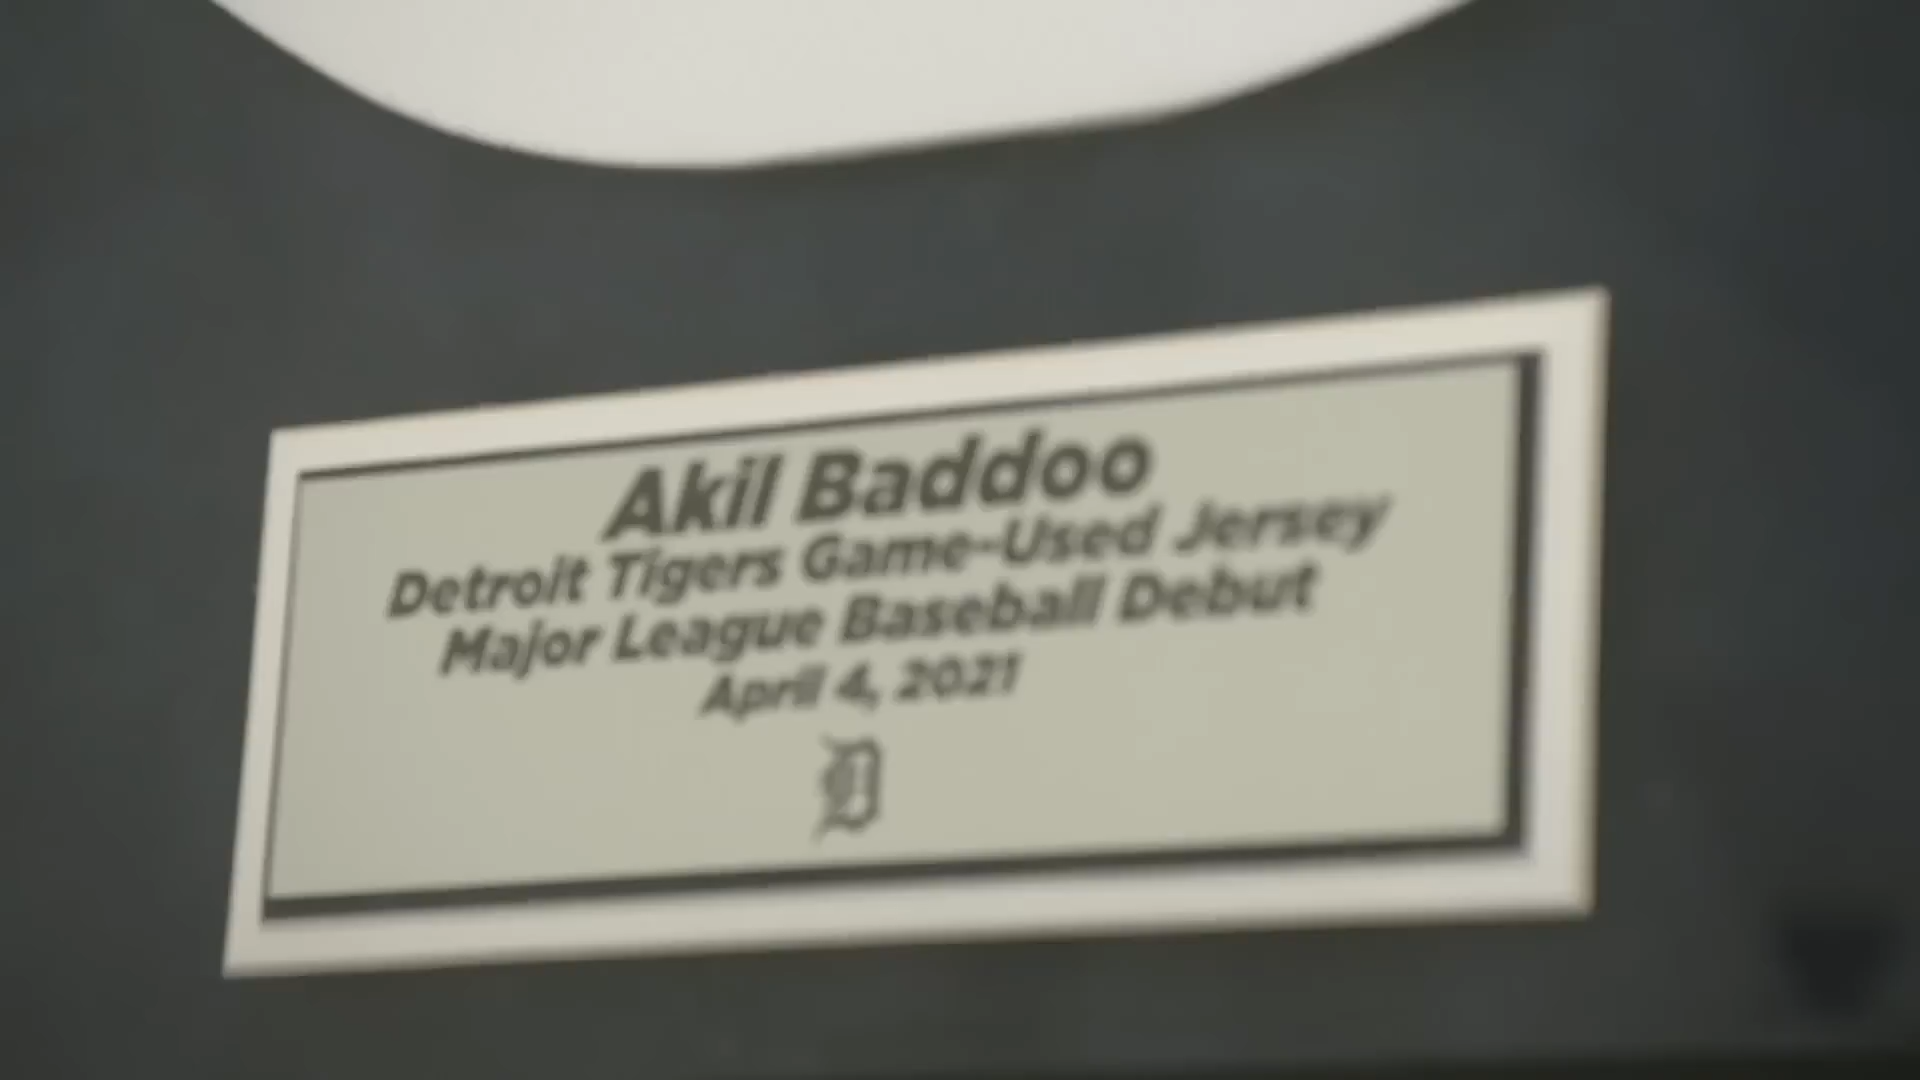 Akil Baddoo
Detroit Tigers Game-Used Jersey
Major League Baseball Debut
April 4, 2021
D